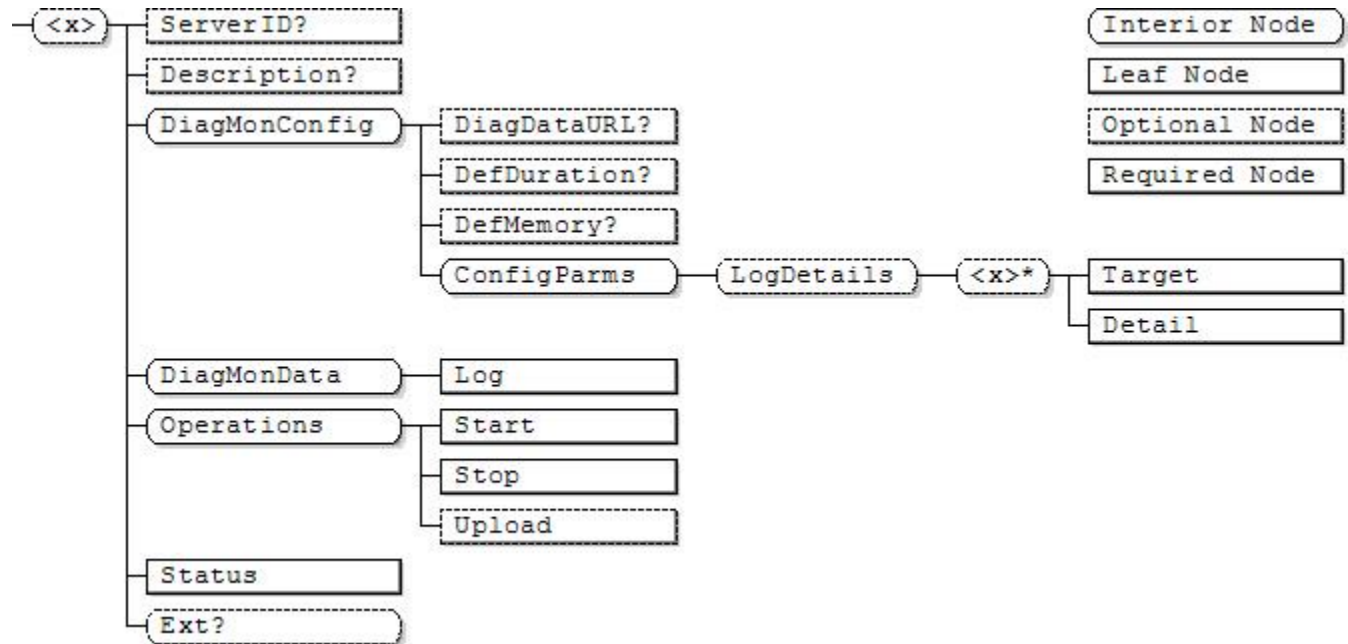 <x> ServerID? Interior Node
Description? Leaf Node
DiagMonConfig DiagDataURL? Optional Node
DefDuration? Required Node
DefMemory?
ConfigParms LogDetails <x>* Target
Detail
DiagMonData Log
Operations Start
Stop
Upload
Status
Ext?